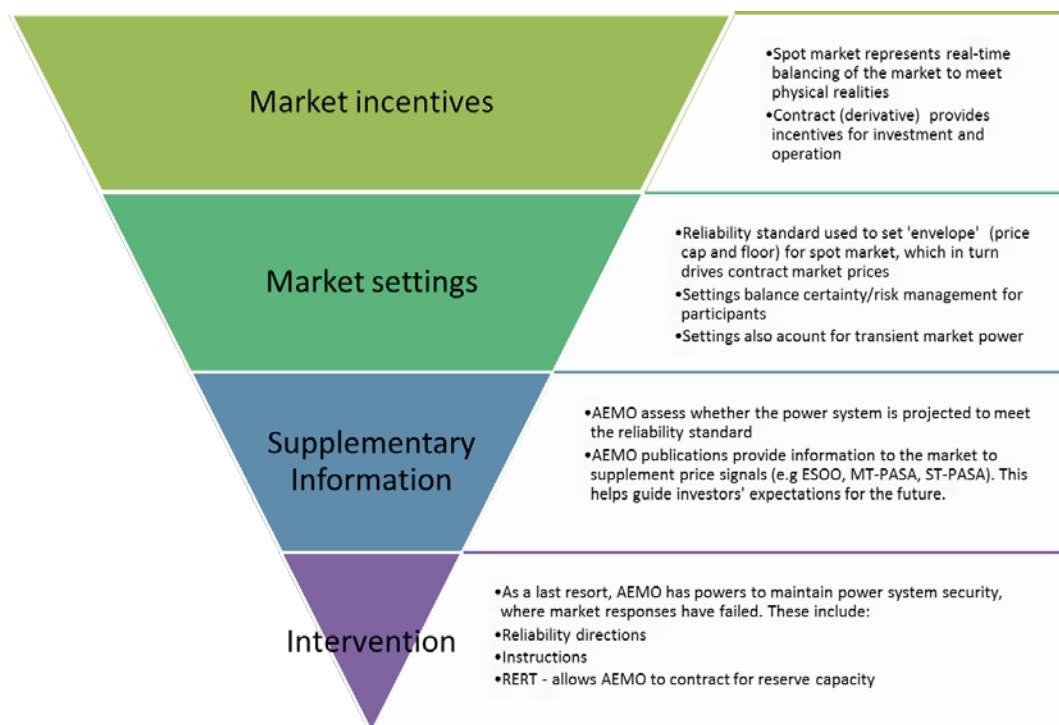 Market incentives
•Spot market represents real-time
balancing of the market to meet
physical realities
•Contract (derivative) provides
incentives for investment and
operation
Market settings
•Reliability standard used to set 'envelope' (price
cap and floor) for spot market, which in turn
drives contract market prices
•Settings balance certainty/risk management for
participants
•Settings also acount for transient market power
Supplementary
Information
•AEMO assess whether the power system is projected to meet
the reliability standard
•AEMO publications provide information to the market to
supplement price signals (e.g ESOO, MT-PASA, ST-PASA). This
helps guide investors' expectations for the future.
Intervention
•As a last resort, AEMO has powers to maintain power system security,
where market responses have failed. These include:
•Reliability directions
•Instructions
•RERT - allows AEMO to contract for reserve capacity